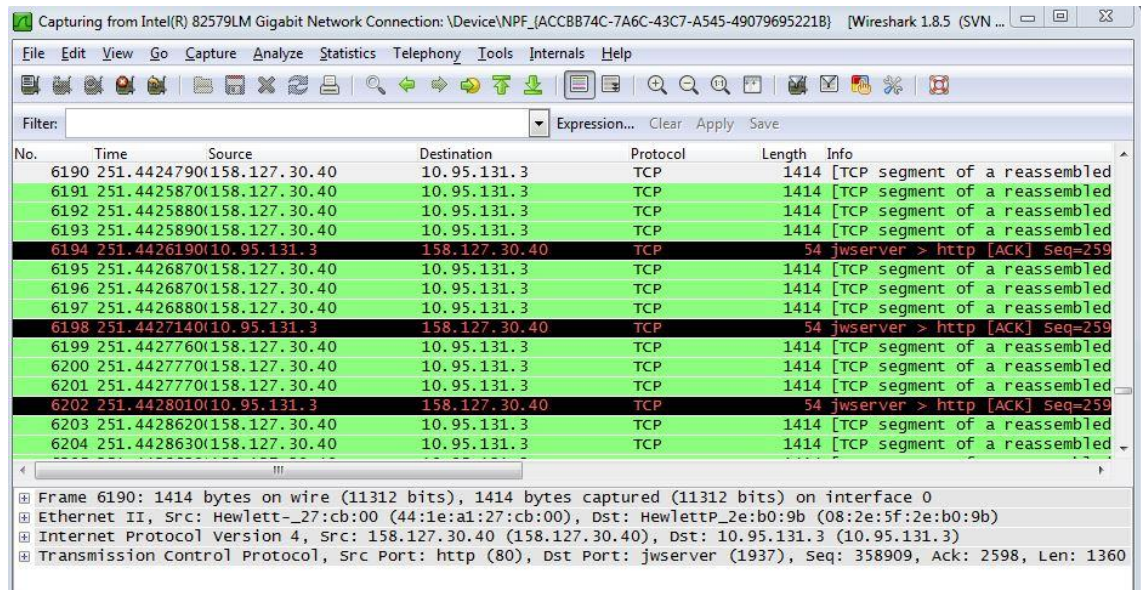 Capturing from Intel(R) 82579LM Gigabit Network Connection: \Device\NPF_{ACCBB74C-7A6C-43C7-A545-49079695221B} [Wireshark 1.8.5 (SVN ...
File Edit View Go Capture Analyze Statistics Telephony Tools Internals Help
Filter: Expression... Clear Apply Save
No. Time Source Destination Protocol Length Info
6190 251.4424790(158.127.30.40 10.95.131.3 TCP 1414 [TCP segment of a reassembled
6191 251.4425870(158.127.30.40 10.95.131.3 TCP 1414 [TCP segment of a reassembled
6192 251.4425880(158.127.30.40 10.95.131.3 TCP 1414 [TCP segment of a reassembled
6193 251.4425890(158.127.30.40 10.95.131.3 TCP 1414 [TCP segment of a reassembled
6194 251.4426190(10.95.131.3 158.127.30.40 TCP 54 jwserver > http [ACK] Seq=259
6195 251.4426870(158.127.30.40 10.95.131.3 TCP 1414 [TCP segment of a reassembled
6196 251.4426870(158.127.30.40 10.95.131.3 TCP 1414 [TCP segment of a reassembled
6197 251.4426880(158.127.30.40 10.95.131.3 TCP 1414 [TCP segment of a reassembled
6198 251.4427140(10.95.131.3 158.127.30.40 TCP 54 jwserver > http [ACK] Seq=259
6199 251.4427760(158.127.30.40 10.95.131.3 TCP 1414 [TCP segment of a reassembled
6200 251.4427770(158.127.30.40 10.95.131.3 TCP 1414 [TCP segment of a reassembled
6201 251.4427770(158.127.30.40 10.95.131.3 TCP 1414 [TCP segment of a reassembled
6202 251.4428010(10.95.131.3 158.127.30.40 TCP 54 jwserver > http [ACK] Seq=259
6203 251.4428620(158.127.30.40 10.95.131.3 TCP 1414 [TCP segment of a reassembled
6204 251.4428630(158.127.30.40 10.95.131.3 TCP 1414 [TCP segment of a reassembled
Frame 6190: 1414 bytes on wire (11312 bits), 1414 bytes captured (11312 bits) on interface 0
Ethernet II, Src: Hewlett-_27:cb:00 (44:1e:a1:27:cb:00), Dst: HewlettP_2e:b0:9b (08:2e:5f:2e:b0:9b)
Internet Protocol Version 4, Src: 158.127.30.40 (158.127.30.40), Dst: 10.95.131.3 (10.95.131.3)
Transmission Control Protocol, Src Port: http (80), Dst Port: jwserver (1937), Seq: 358909, Ack: 2598, Len: 1360